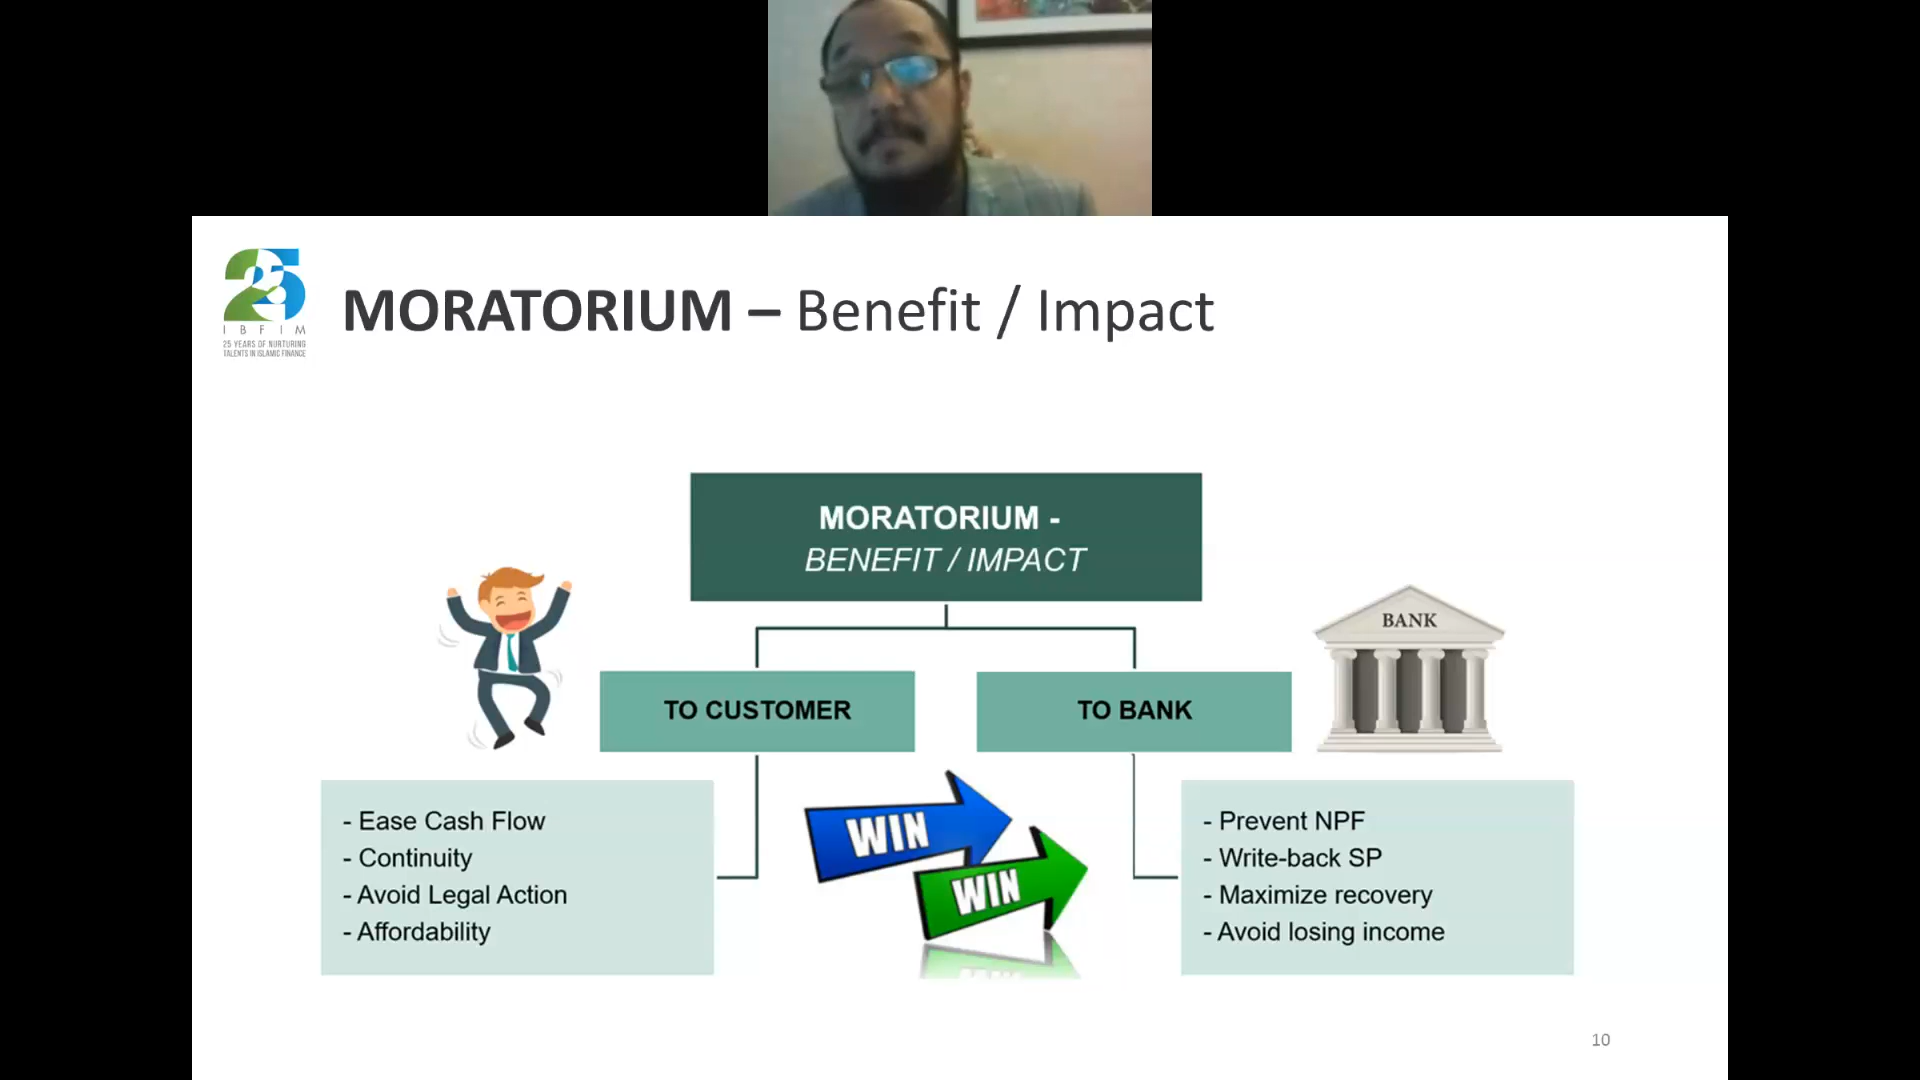 25
IBFIM
25 YEARS OF NURTURING
TALENTS IN ISLAMIC FINANCE
MORATORIUM – Benefit / Impact
MORATORIUM -
BENEFIT / IMPACT
BANK
TO CUSTOMER
TO BANK
- Ease Cash Flow
- Continuity
- Avoid Legal Action
- Affordability
WIN
WIN
- Prevent NPF
- Write-back SP
- Maximize recovery
- Avoid losing income
10